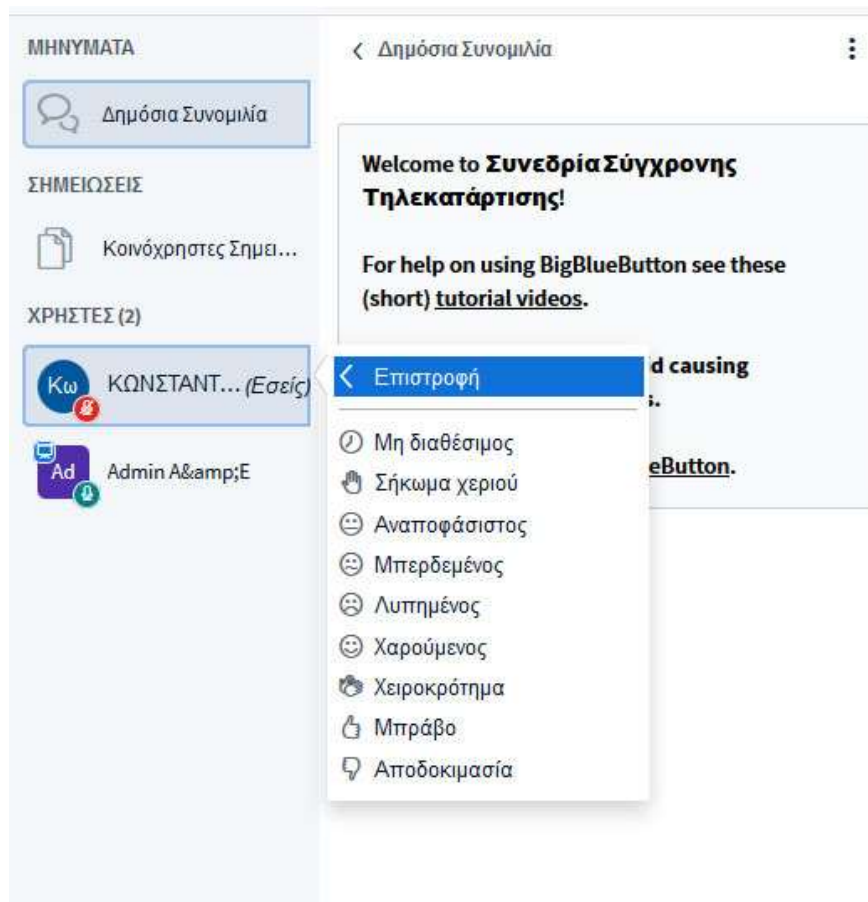 ΜΗΝΥΜΑΤΑ
Δημόσια Συνομιλία
ΣΗΜΕΙΩΣΕΙΣ
Κοινόχρηστες Σημει...
ΧΡΗΣΤΕΣ (2)
Κω ΚΩΝΣΤΑΝΤ... (Εσείς)
Ad Admin A&amp;E
Δημόσια Συνομιλία
Welcome to Συνεδρία Σύγχρονης
Τηλεκατάρτισης!
For help on using BigBlueButton see these
(short) tutorial videos.
d causing
s.
eButton.
Επιστροφή
Μη διαθέσιμος
Σήκωμα χεριού
Αναποφάσιστος
Μπερδεμένος
Λυπημένος
Χαρούμενος
Χειροκρότημα
Μπράβο
Αποδοκιμασία